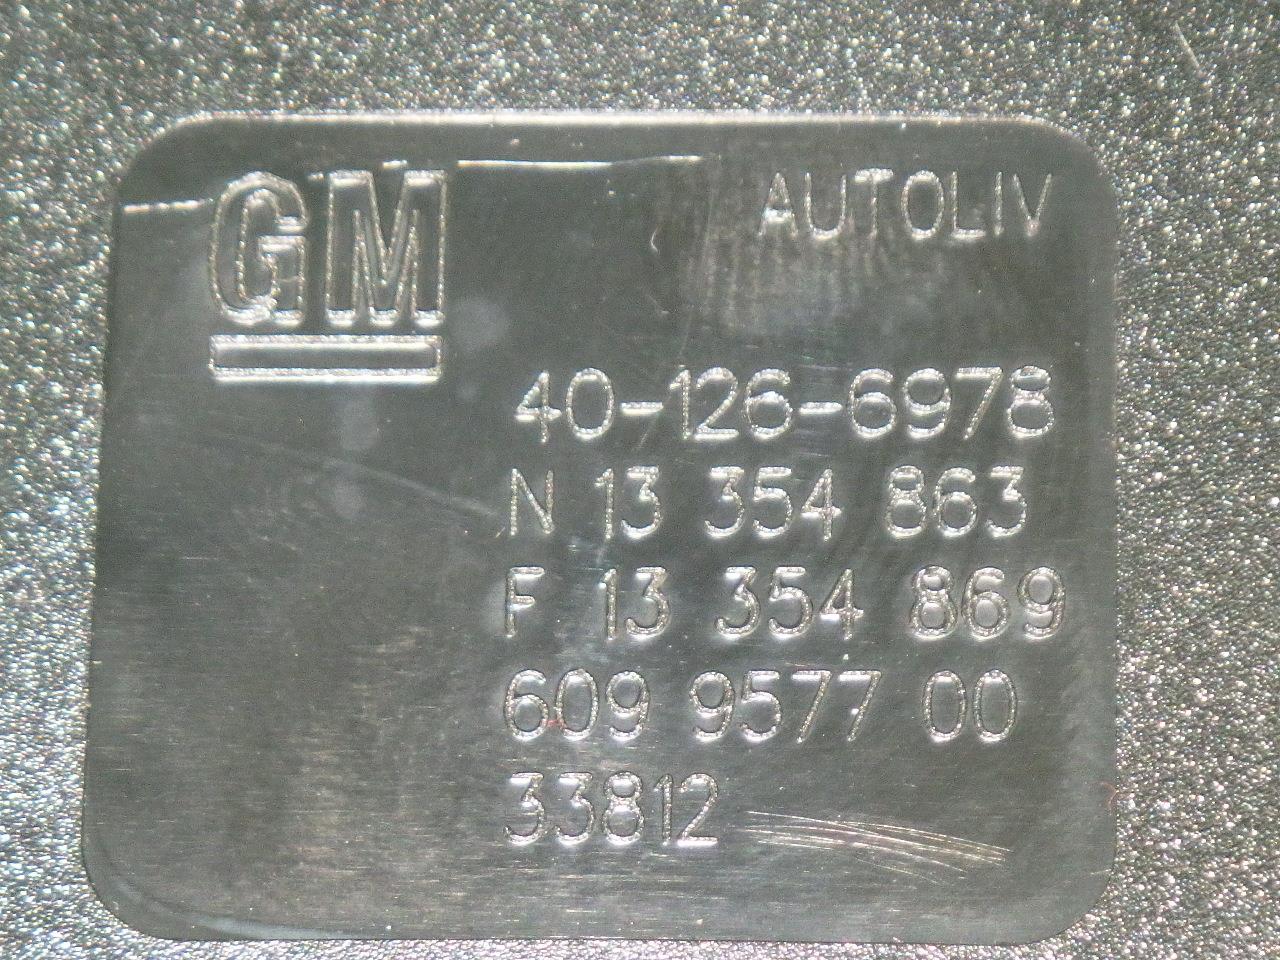 GM AUTOLIV
40-126-6978
N 13 354 863
F 13 354 869
609 9577 00
33812